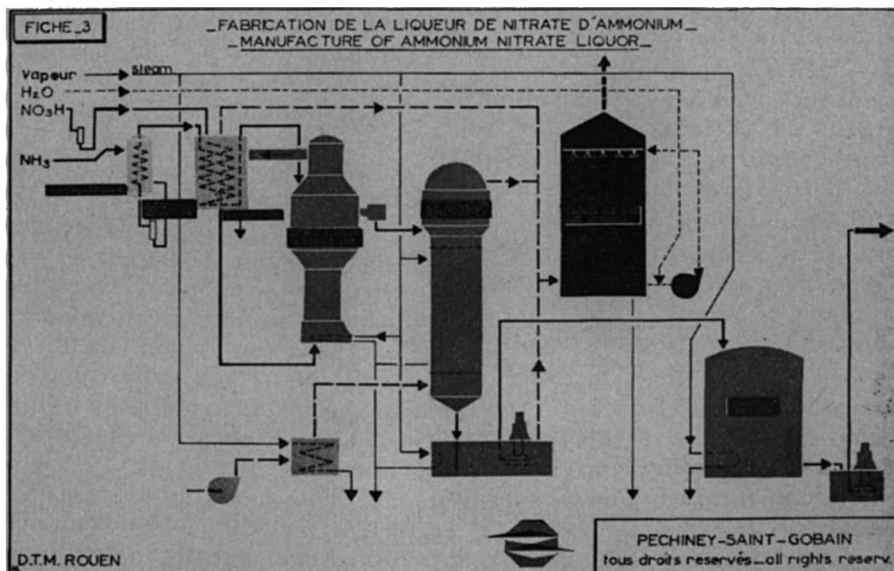 FICHE_3
_FABRICATION DE LA LIQUEUR DE NITRATE D'AMMONIUM_
_MANUFACTURE OF AMMONIUM NITRATE LIQUOR_
Vapeur steam
H2O
NO3H
NH3
D.T.M. ROUEN
PECHINEY-SAINT-GOBAIN
tous droits reservés_all rights reserv.